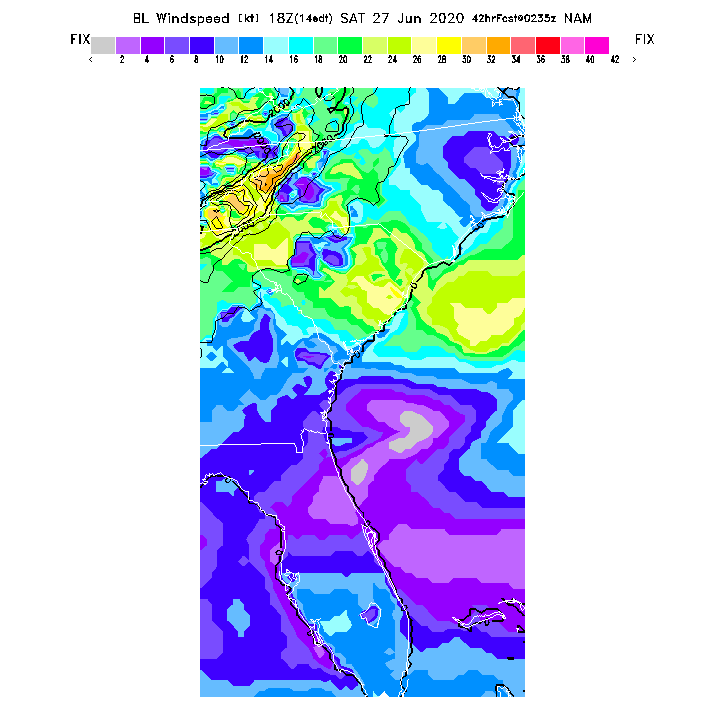 BL Windspeed [kt] 18Z(14edt) SAT 27 Jun 2020 42hrFcst@0235z NAM
FIX FIX
< 2 4 6 8 10 12 14 16 18 20 22 24 26 28 30 32 34 36 38 40 42 >
2000